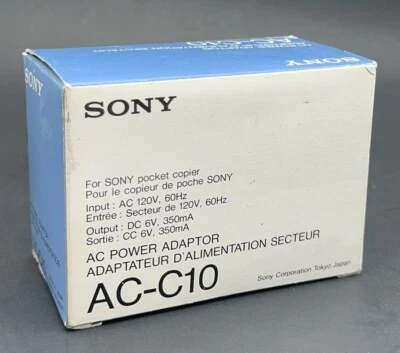 SONY
For SONY pocket copier
Pour le copieur de poche SONY
Input : AC 120V, 60Hz
Entrée : Secteur de 120V, 60Hz
Output : DC 6V, 350mA
Sortie : CC 6V, 350mA
AC POWER ADAPTOR
ADAPTATEUR D'ALIMENTATION SECTEUR
AC-C10
Sony Corporation Tokyo Japan